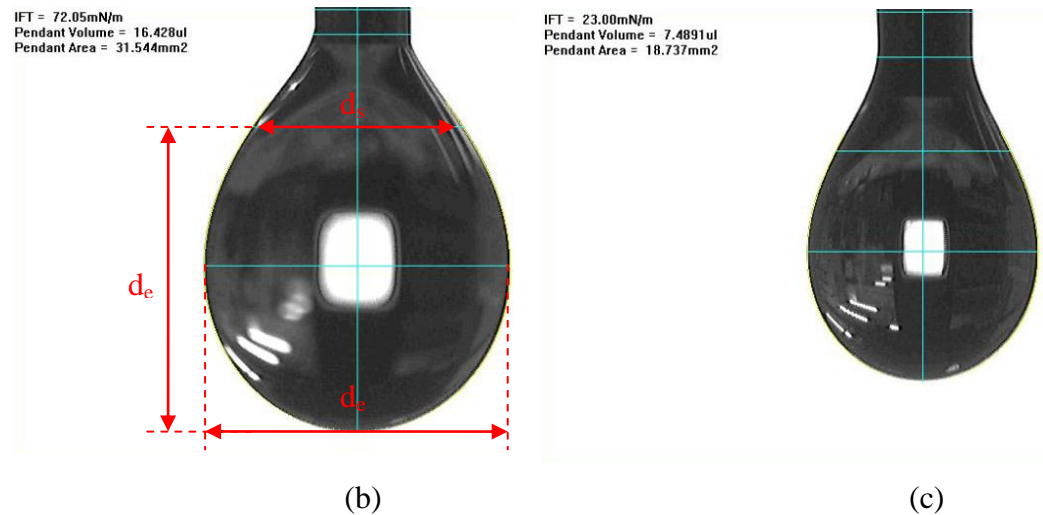 IFT = 72.05mN/m
Pendant Volume = 16.428ul
Pendant Area = 31.544mm2
IFT = 23.00mN/m
Pendant Volume = 7.4891ul
Pendant Area = 18.737mm2
dₛ
dₑ
dₑ
(b)
(c)